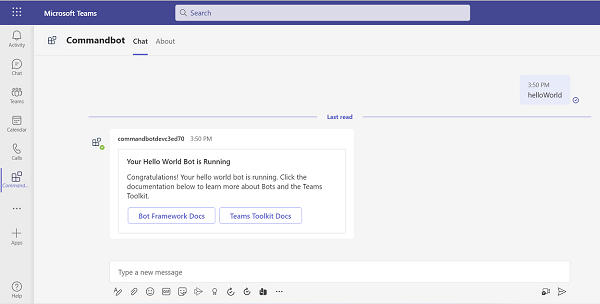 Microsoft Teams
Search
Activity
Chat
Teams
Calendar
Calls
Command...
Apps
Help
Commandbot
Chat
About
3:50 PM
helloWorld
Last read
commandbotdevc3ed70 3:50 PM
Your Hello World Bot is Running
Congratulations! Your hello world bot is running. Click the
documentation below to learn more about Bots and the Teams
Toolkit.
Bot Framework Docs
Teams Toolkit Docs
Type a new message